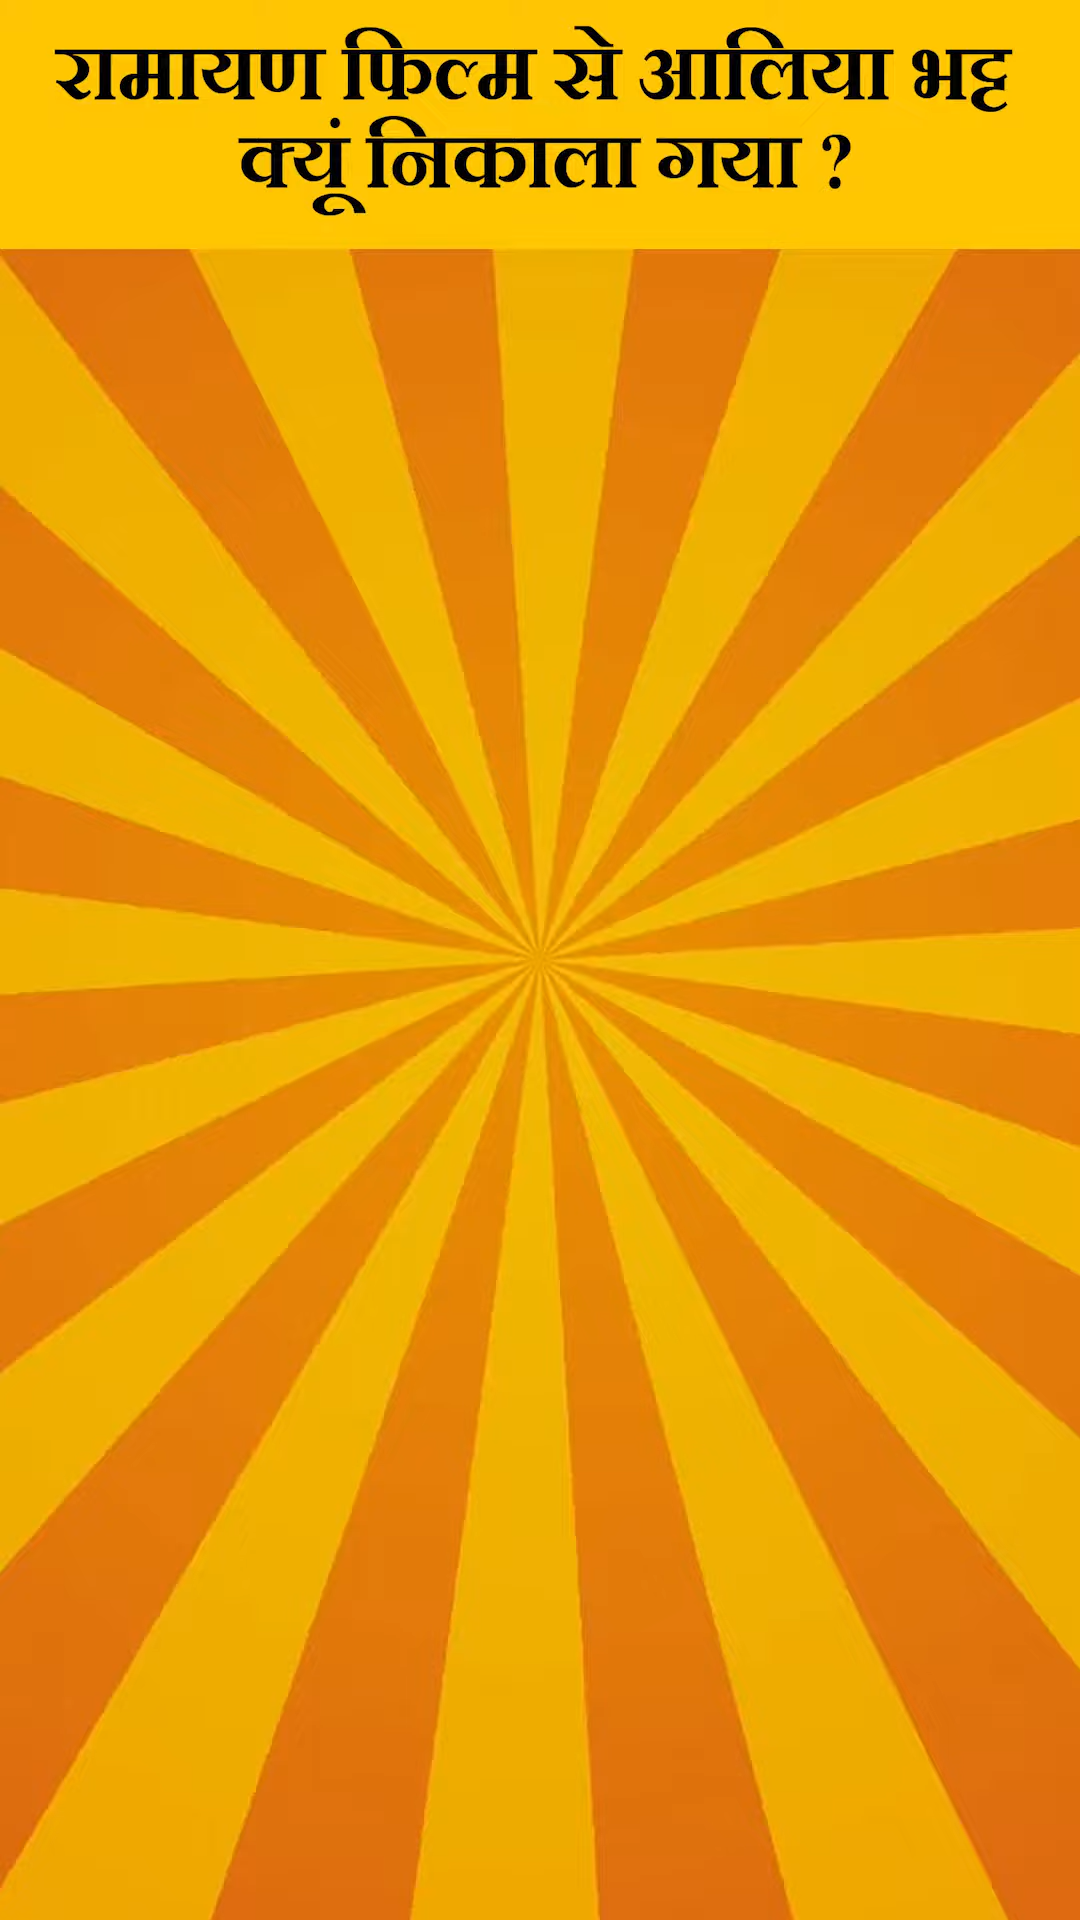 रामायण फिल्म से आलिया भट्ट
क्यूं निकाला गया ?